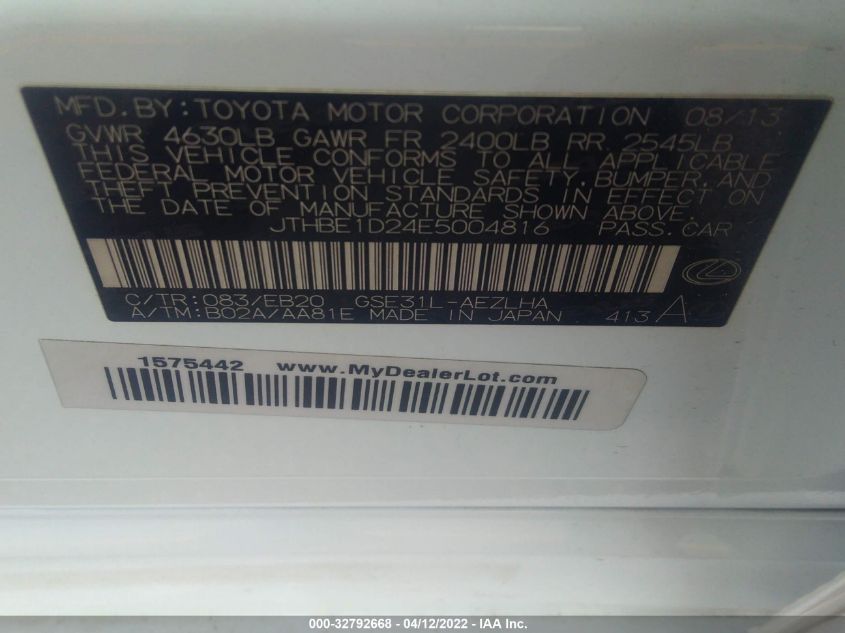 MFD. BY: TOYOTA MOTOR CORPORATION 08/13
GVWR 4630LB GAWR FR 2400LB RR 2545LB
THIS VEHICLE CONFORMS TO ALL APPLICABLE
FEDERAL MOTOR VEHICLE SAFETY, BUMPER, AND
THEFT PREVENTION STANDARDS IN EFFECT ON
THE DATE OF MANUFACTURE SHOWN ABOVE.
JTHBE1D24E5004816 PASS. CAR
C/TR: 083/EB20 GSE31L-AEZLHA
A/TM: B02A/AA81E MADE IN JAPAN 413 A
1575442 www.MyDealerLot.com
000-32792668 - 04/12/2022 - IAA Inc.